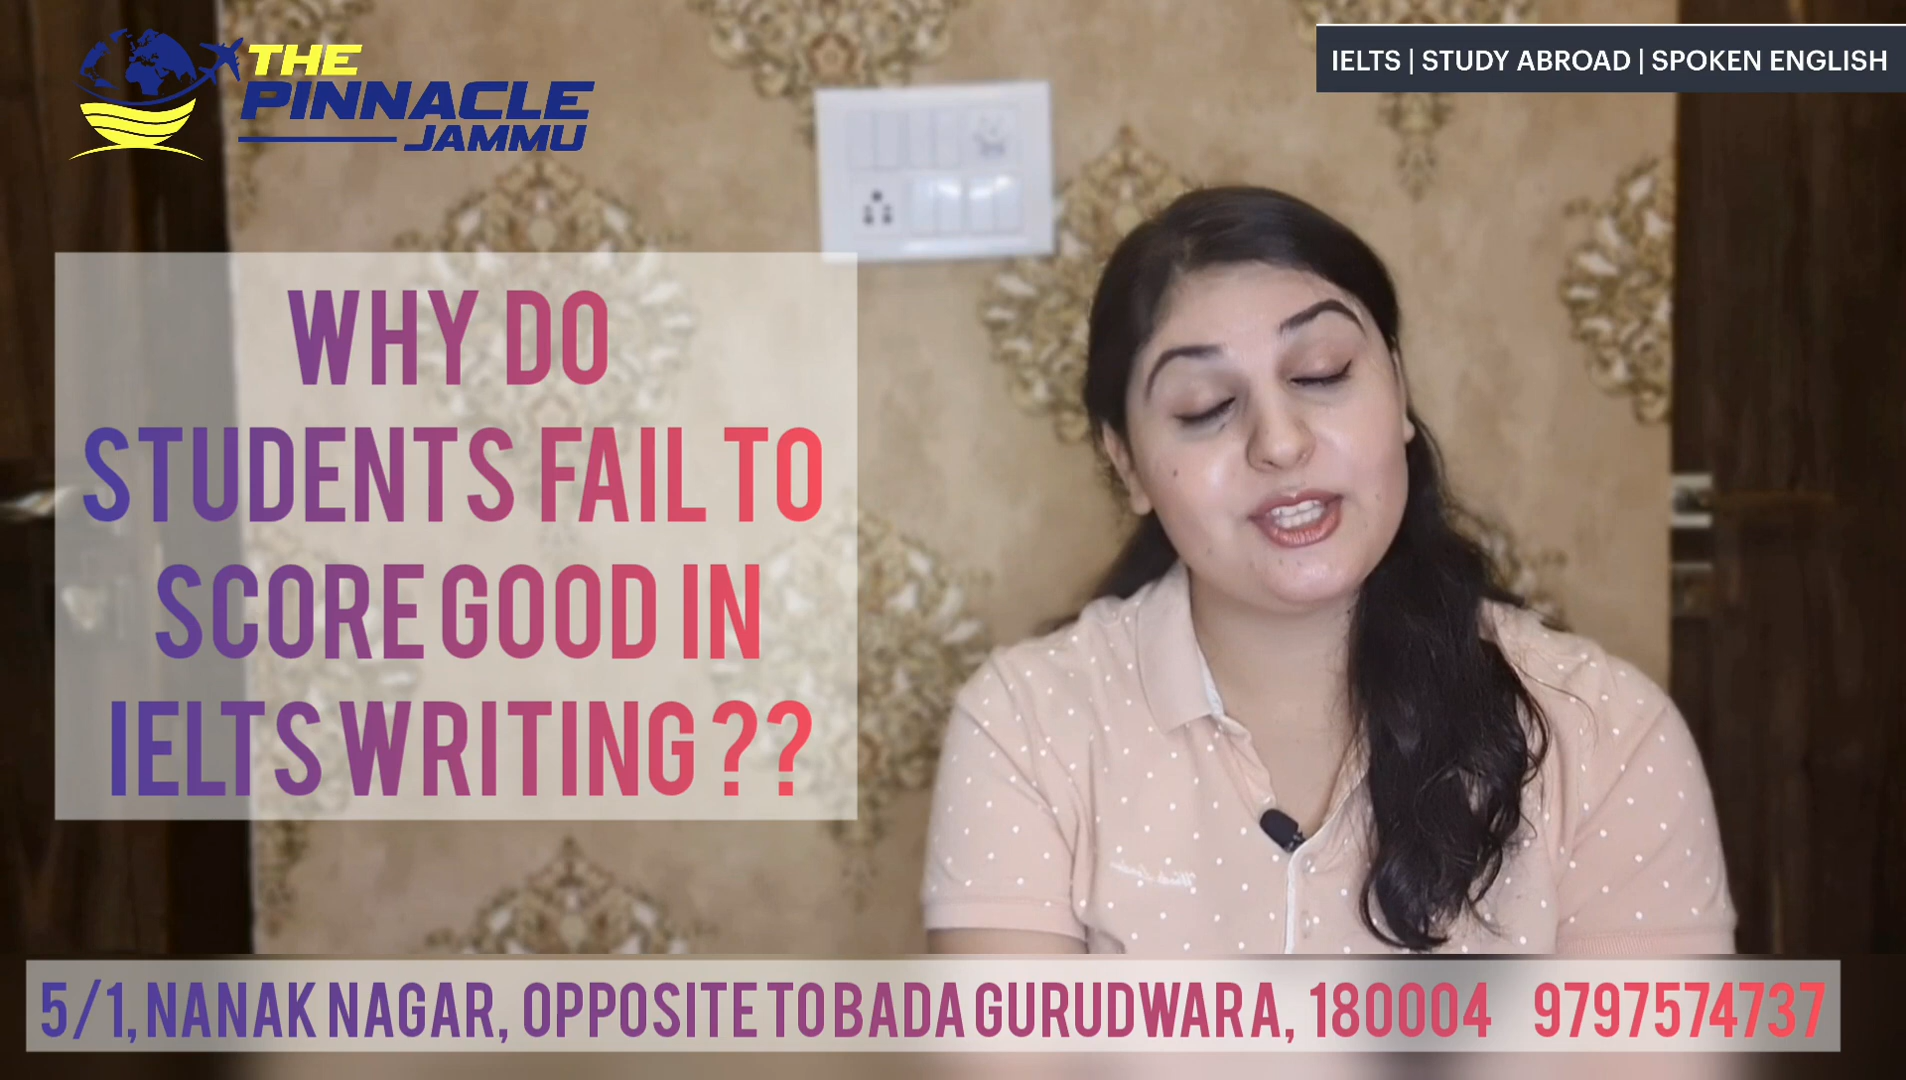 THE
PINNACLE
JAMMU
IELTS | STUDY ABROAD | SPOKEN ENGLISH
WHY DO
STUDENTS FAIL TO
SCORE GOOD IN
IELTS WRITING ??
5/1, NANAK NAGAR, OPPOSITE TO BADA GURUDWARA, 180004 9797574737